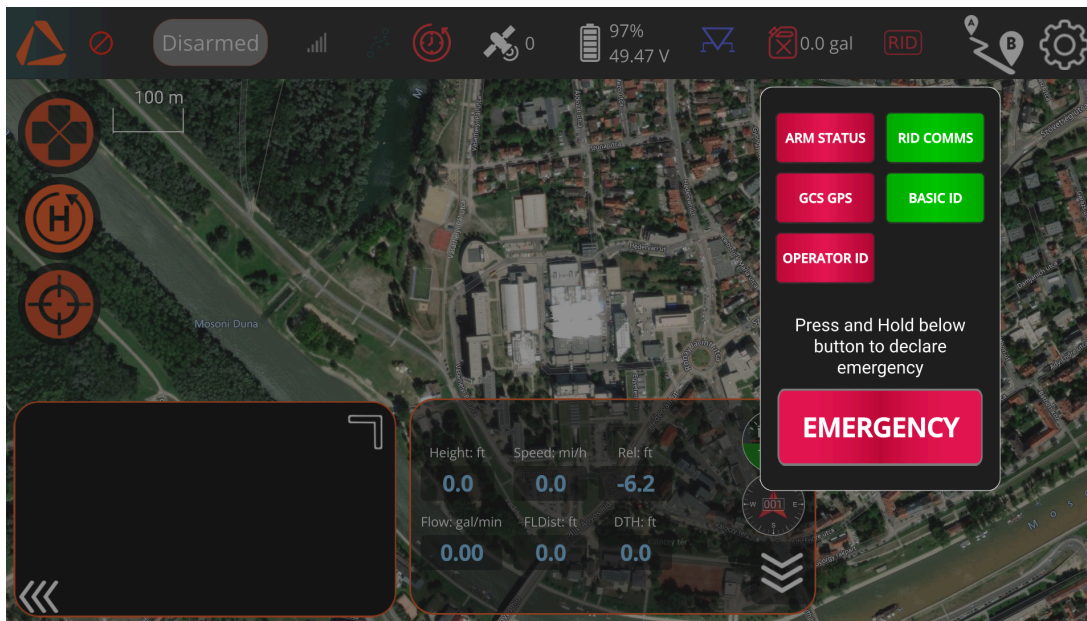 Disarmed
0
97%
49.47 V
0.0 gal
RID
A
B
100 m
ARM STATUS
RID COMMS
GCS GPS
BASIC ID
OPERATOR ID
Press and Hold below
button to declare
emergency
EMERGENCY
H
Mosoni Duna
Height: ft
Speed: mi/h
Rel: ft
0.0
0.0
-6.2
Flow: gal/min
FLDist: ft
DTH: ft
0.00
0.0
0.0
W
001
E
S
M o s